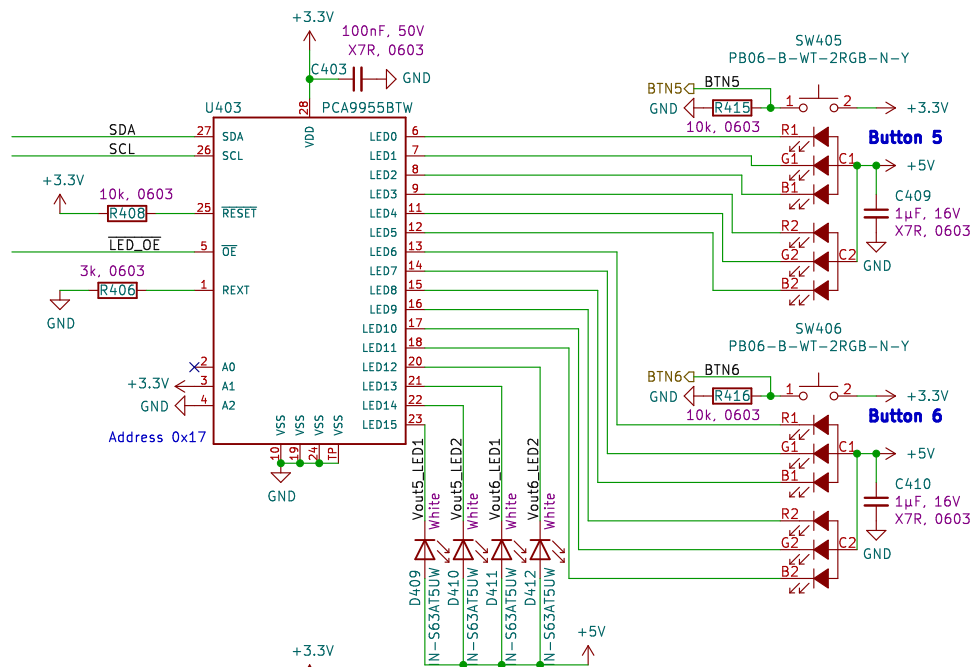 +3.3V
100nF, 50V
X7R, 0603
C403
GND
U403
PCA9955BTW
28
VDD
SDA
27
SDA
SCL
26
SCL
+3.3V
10k, 0603
R408
25
RESET
LED_OE
5
OE
3k, 0603
R406
1
REXT
GND
2
A0
+3.3V
3
A1
GND
4
A2
Address 0x17
VSS
VSS
VSS
VSS
10
19
24
TP
GND
LED0
6
LED1
7
LED2
8
LED3
9
LED4
11
LED5
12
LED6
13
LED7
14
LED8
15
LED9
16
LED10
17
LED11
18
LED12
20
LED13
21
LED14
22
LED15
23
SW405
PB06-B-WT-2RGB-N-Y
BTN5
BTN5
GND
R415
10k, 0603
1
2
+3.3V
Button 5
R1
G1
C1
B1
+5V
C409
1µF, 16V
X7R, 0603
GND
R2
G2
C2
B2
SW406
PB06-B-WT-2RGB-N-Y
BTN6
BTN6
GND
R416
10k, 0603
1
2
+3.3V
Button 6
R1
G1
C1
B1
+5V
C410
1µF, 16V
X7R, 0603
GND
R2
G2
C2
B2
Vout5_LED1
White
Vout5_LED2
White
Vout6_LED1
White
Vout6_LED2
White
D409
N-S63AT5UW
D410
N-S63AT5UW
D411
N-S63AT5UW
D412
N-S63AT5UW
+5V
+3.3V